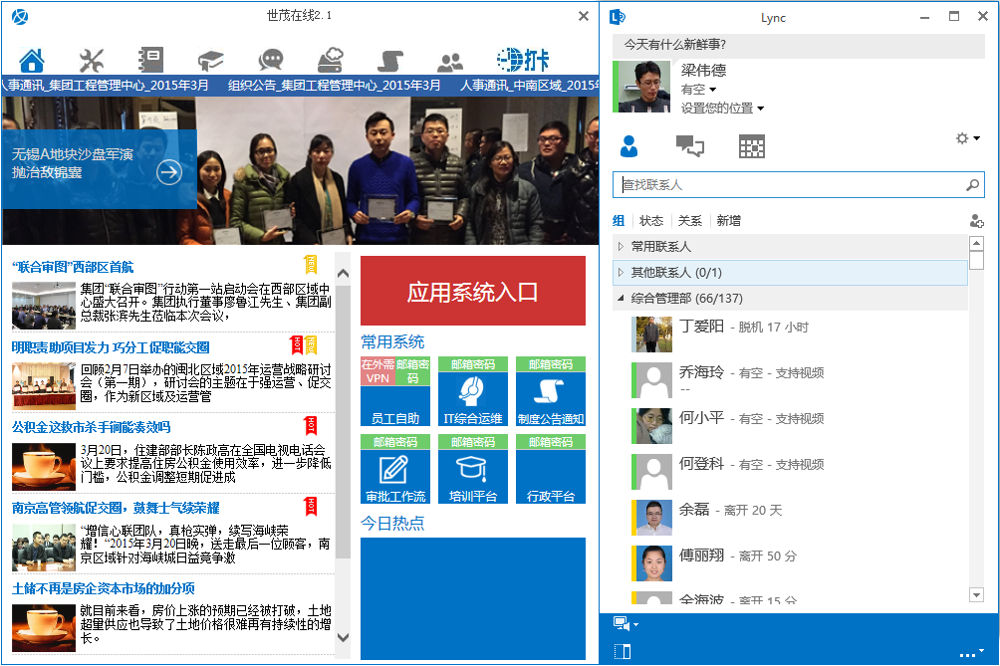 世茂在线2.1
打卡
人事通讯_集团工程管理中心_2015年3月 组织公告_集团工程管理中心_2015年3月 人事通讯_中南区域_2015年
无锡A地块沙盘军演
抛治敌锦囊
“联合审图”西部区首航
集团“联合审图”行动第一站启动会在西部区域中
心盛大召开。集团执行董事廖鲁江先生、集团副
总裁张滨先生莅临本次会议，
明职责助项目发力 巧分工促职能交圈
HOT
回顾2月7日举办的闽北区域2015年运营战略研讨
会（第一期），研讨会的主题在于强运营、促交
圈，作为新区域及运营管
公积金这救市杀手锏能奏效吗
HOT
3月20日，住建部部长陈政高在全国电视电话会
议上要求提高住房公积金使用效率，进一步降低
门槛，公积金调整短期促进成
南京高管领航促交圈，鼓舞士气续荣耀
HOT
“增信心联团队，真枪实弹，续写海峡荣
耀！“2015年3月20日晚，送走最后一位顾客，南
京区域针对海峡城日益竞争激
土储不再是房企资本市场的加分项
就目前来看，房价上涨的预期已经被打破，土地
超量供应也导致了土地价格很难再有持续性的增
长。
应用系统入口
常用系统
在外需
VPN
邮箱密
码
员工自助
邮箱密码
IT综合运维
邮箱密码
制度公告通知
邮箱密码
审批工作流
邮箱密码
培训平台
邮箱密码
行政平台
今日热点
Lync
今天有什么新鲜事?
梁伟德
有空
设置您的位置
查找联系人
组 状态 关系 新增
常用联系人
其他联系人 (0/1)
综合管理部 (66/137)
丁爱阳 - 脱机 17 小时
乔海玲 - 有空 - 支持视频
--
何小平 - 有空 - 支持视频
何登科 - 有空 - 支持视频
余磊 - 离开 20 天
傅丽翔 - 离开 50 分
余海波 - 离开 15 分